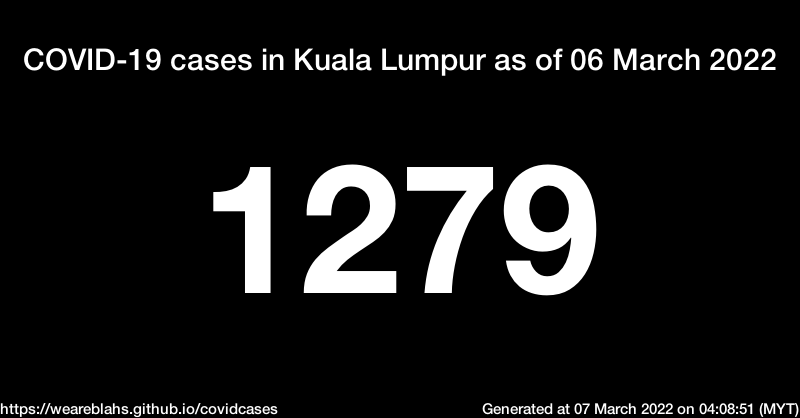 COVID-19 cases in Kuala Lumpur as of 06 March 2022
1279
https://weareblahs.github.io/covidcases
Generated at 07 March 2022 on 04:08:51 (MYT)